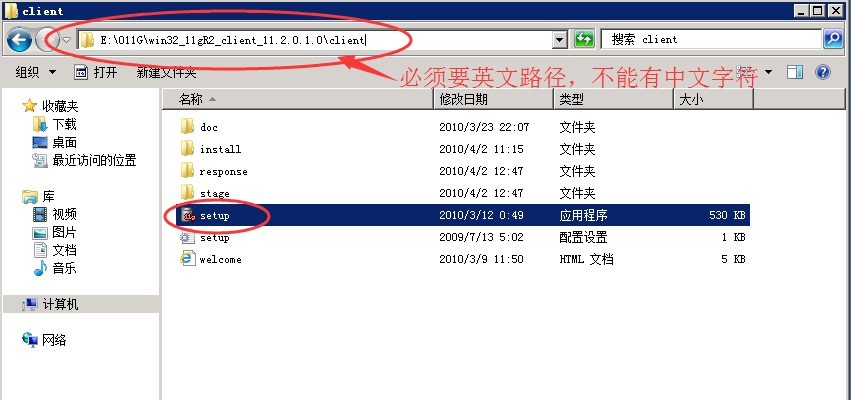 client
E:\O11G\win32_11gR2_client_11.2.0.1.0\client
搜索 client
组织 打开 新建文件夹
必须要英文路径，不能有中文字符
名称 修改日期 类型 大小
收藏夹
下载
桌面
最近访问的位置
库
视频
图片
文档
音乐
计算机
网络
doc 2010/3/23 22:07 文件夹
install 2010/4/2 11:15 文件夹
response 2010/4/2 12:47 文件夹
stage 2010/4/2 12:47 文件夹
setup 2010/3/12 0:49 应用程序 530 KB
setup 2009/7/13 5:02 配置设置 1 KB
welcome 2010/3/9 11:50 HTML 文档 5 KB